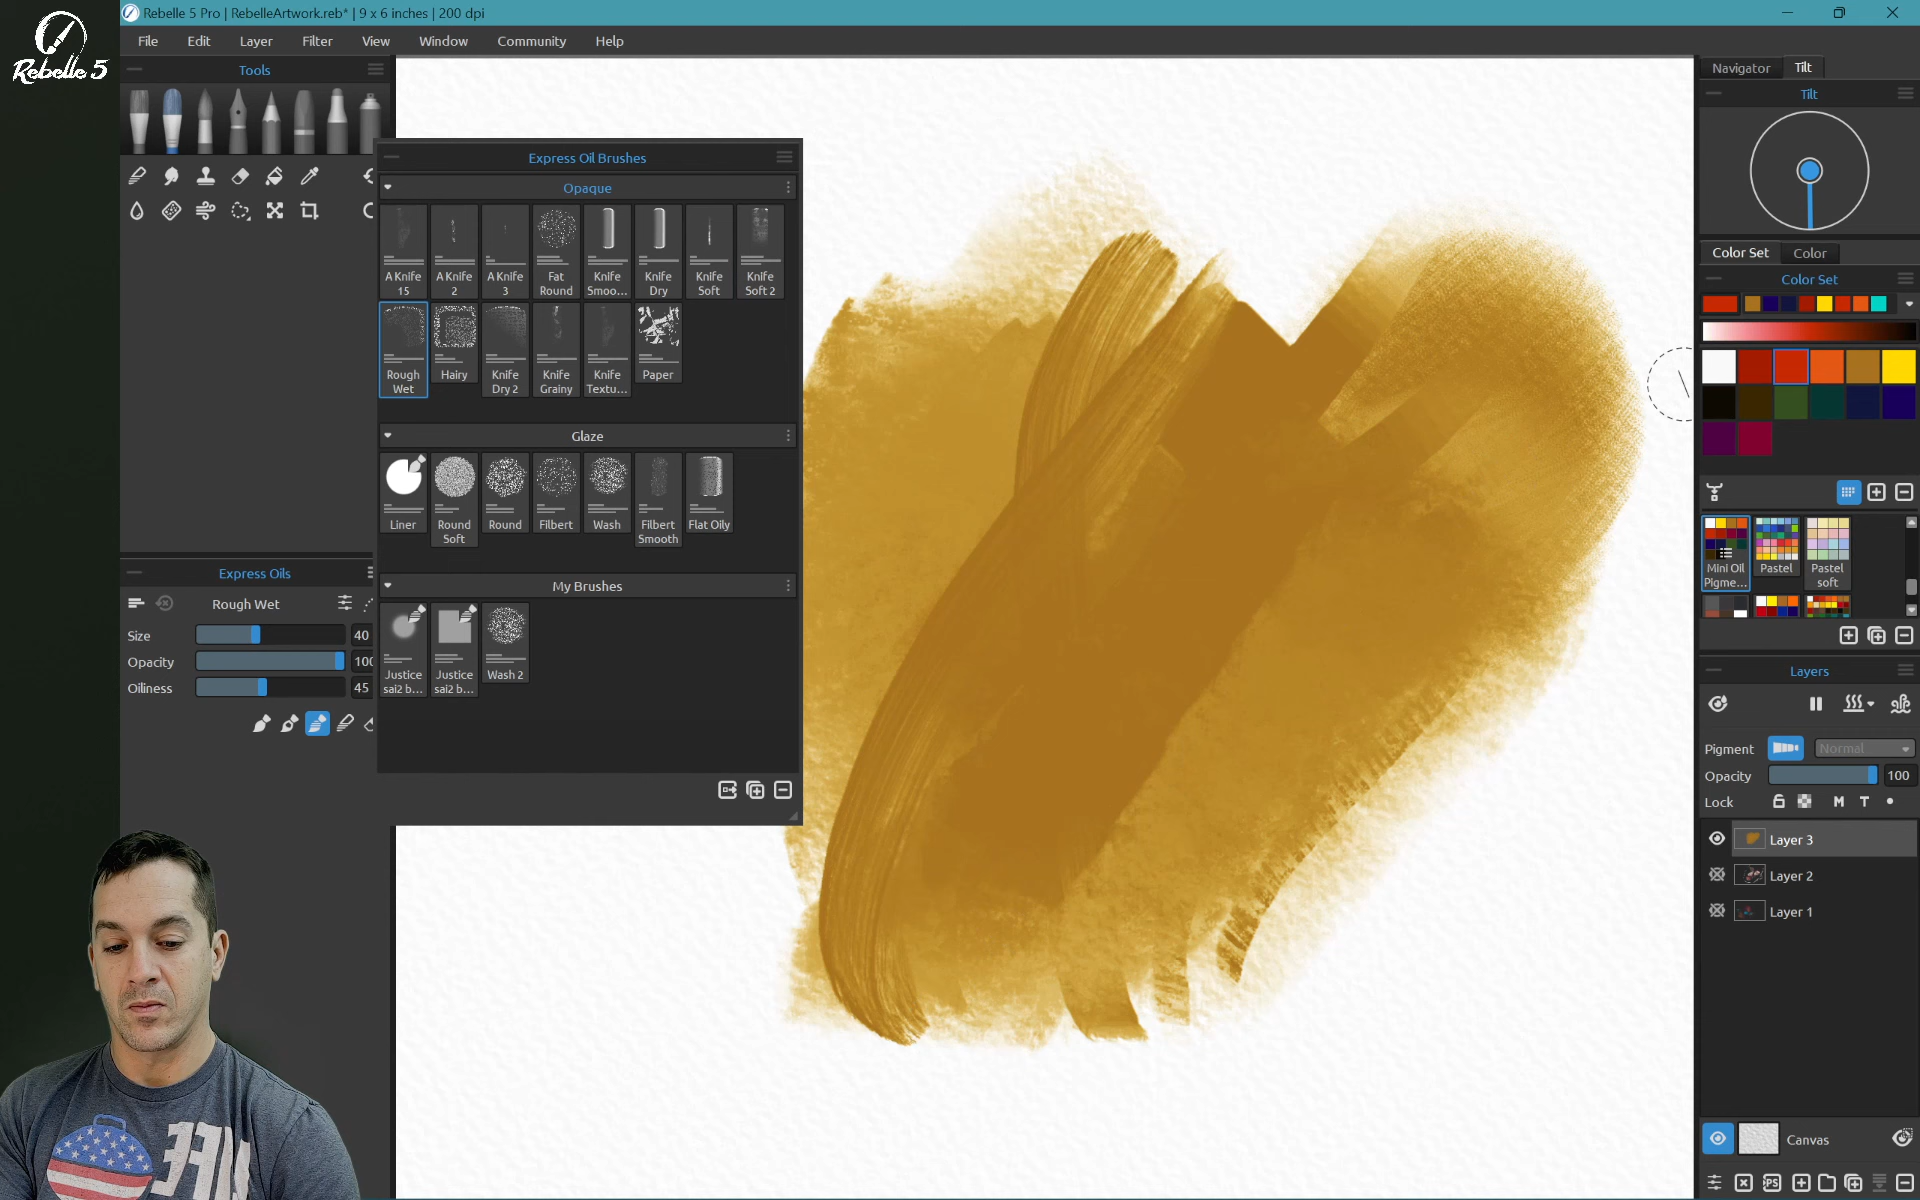 Rebelle 5
Rebelle 5 Pro | RebelleArtwork.reb* | 9 x 6 inches | 200 dpi
File Edit Layer Filter View Window Community Help
Tools
Express Oil Brushes
Opaque
A Knife 15
A Knife 2
A Knife 3
Fat Round
Knife Smoo...
Knife Dry
Knife Soft
Knife Soft 2
Rough Wet
Hairy
Knife Dry 2
Knife Grainy
Knife Textu...
Paper
Glaze
Liner
Round Soft
Round
Filbert
Wash
Filbert Smooth
Flat Oily
My Brushes
Justice sai2 b...
Justice sai2 b...
Wash 2
Express Oils
Rough Wet
Size 40
Opacity 100
Oiliness 45
Navigator Tilt
Tilt
Color Set Color
Color Set
Mini Oil Pigme...
Pastel
Pastel soft
Layers
Pigment Normal
Opacity 100
Lock M T
Layer 3
Layer 2
Layer 1
Canvas
PS